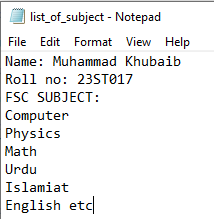 list_of_subject - Notepad
File Edit Format View Help
Name: Muhammad Khubaib
Roll no: 23ST017
FSC SUBJECT:
Computer
Physics
Math
Urdu
Islamiat
English etc